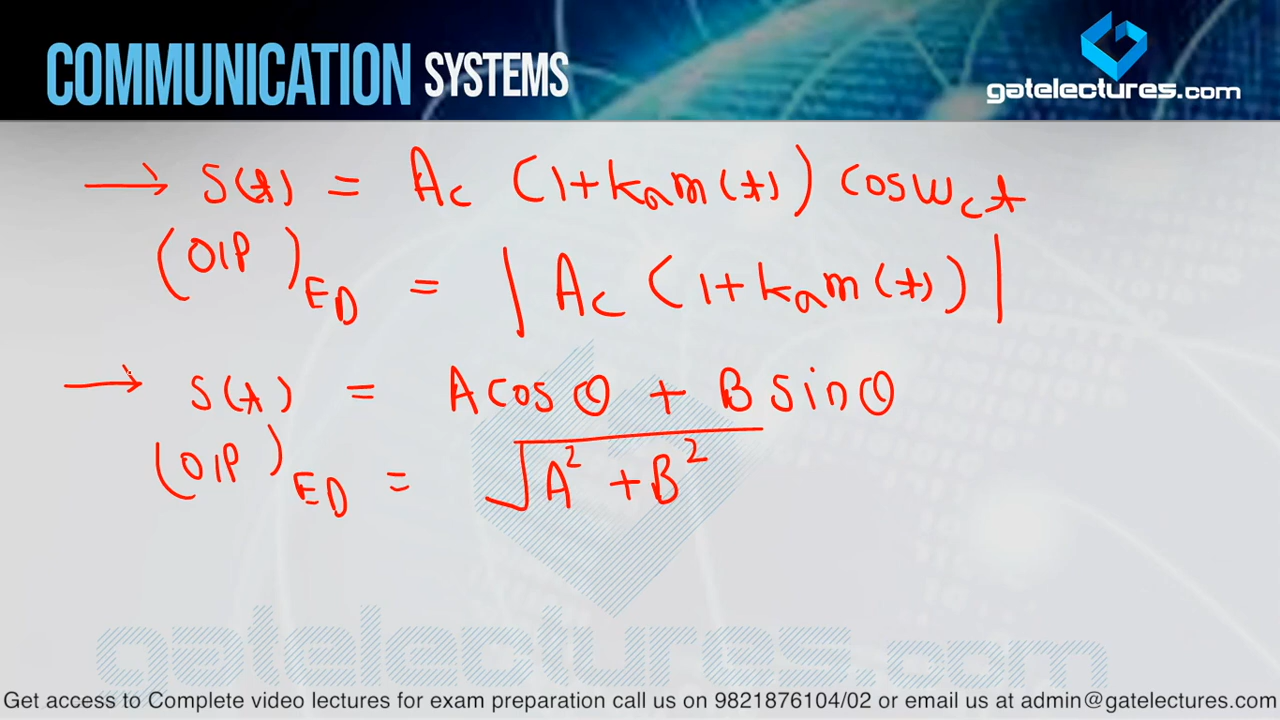 COMMUNICATION SYSTEMS
gatelectures.com
→ S(t) = Ac (1+kam(t)) cosωct
(O/P)ED = |Ac (1+kam(t))|
→ S(t) = A cos θ + B sin θ
(O/P)ED = √A² + B²
gatelectures.com
Get access to Complete video lectures for exam preparation call us on 9821876104/02 or email us at admin@gatelectures.com